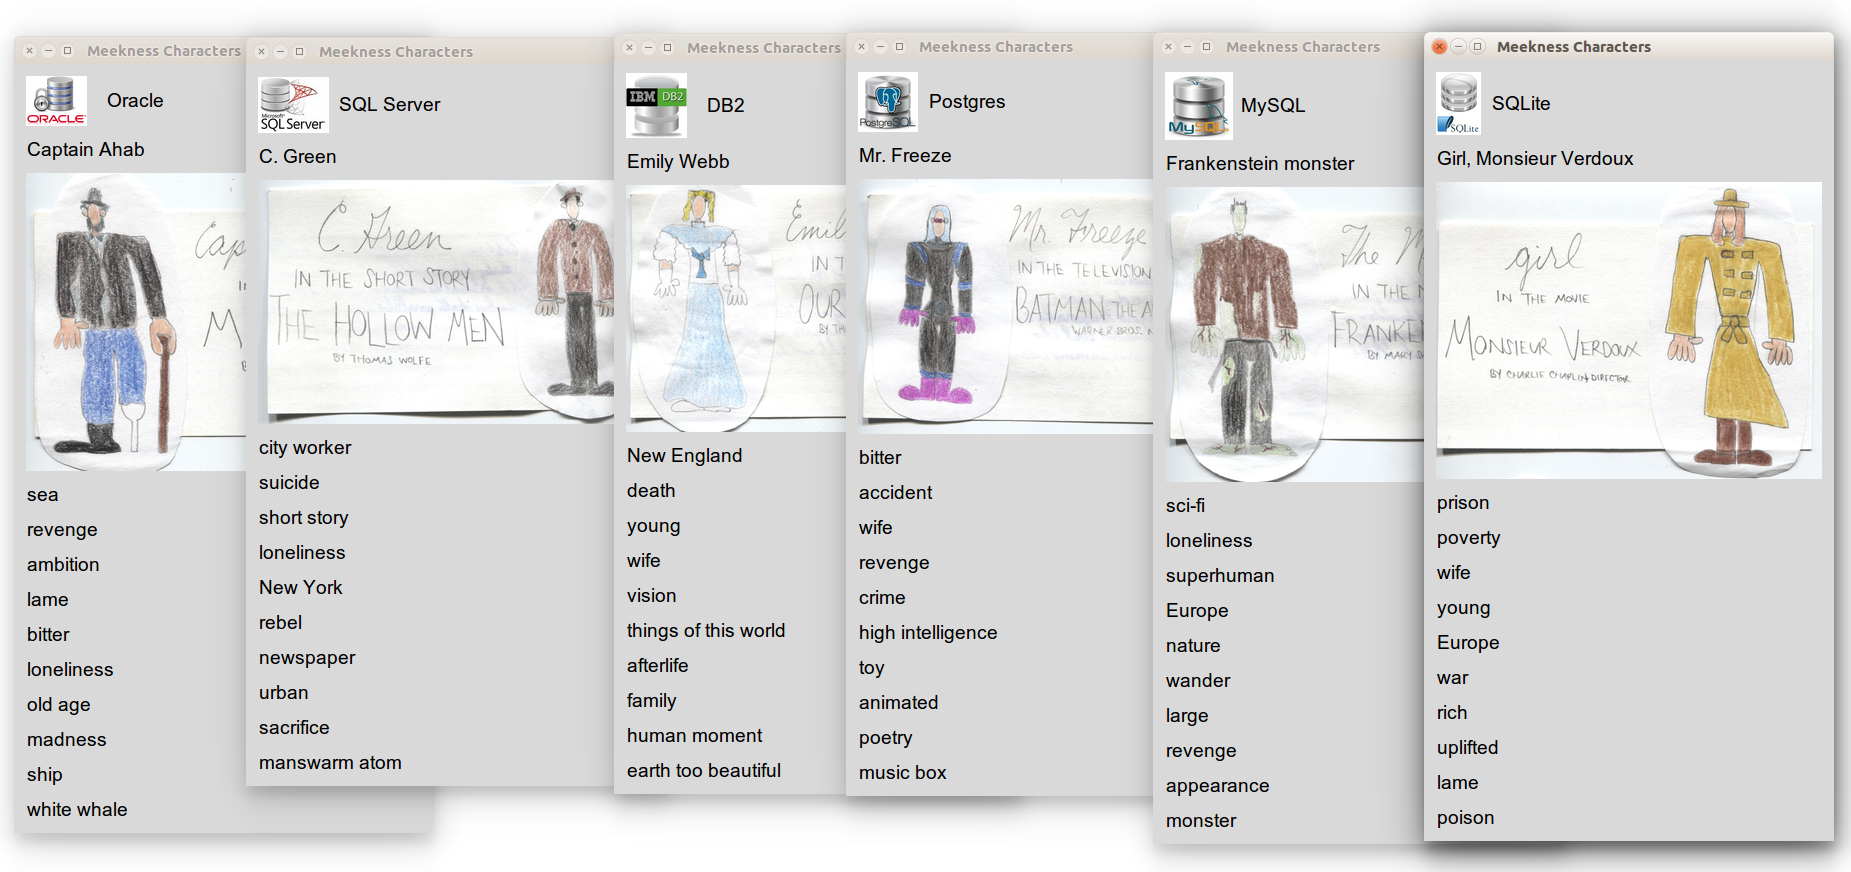 Meekness Characters
ORACLE
Oracle
Captain Ahab
Cap
M
sea
revenge
ambition
lame
bitter
loneliness
old age
madness
ship
white whale
Meekness Characters
Microsoft
SQL Server
SQL Server
C. Green
C. Green
IN THE SHORT STORY
THE HOLLOW MEN
BY THOMAS WOLFE
city worker
suicide
short story
loneliness
New York
rebel
newspaper
urban
sacrifice
manswarm atom
Meekness Characters
IBM DB2
DB2
Emily Webb
Emil
IN T
OUR
BY TH
New England
death
young
wife
vision
things of this world
afterlife
family
human moment
earth too beautiful
Meekness Characters
PostgreSQL
Postgres
Mr. Freeze
Mr. Freeze
IN THE TELEVISION
BATMAN: THE A
WARNER BROS.
bitter
accident
wife
revenge
crime
high intelligence
toy
animated
poetry
music box
Meekness Characters
MySQL
MySQL
Frankenstein monster
The M
IN THE
FRANKEN
BY MARY S
sci-fi
loneliness
superhuman
Europe
nature
wander
large
revenge
appearance
monster
Meekness Characters
SQLite
SQLite
Girl, Monsieur Verdoux
girl
IN THE MOVIE
MONSIEUR VERDOUX
BY CHARLIE CHAPLIN, DIRECTOR
prison
poverty
wife
young
Europe
war
rich
uplifted
lame
poison